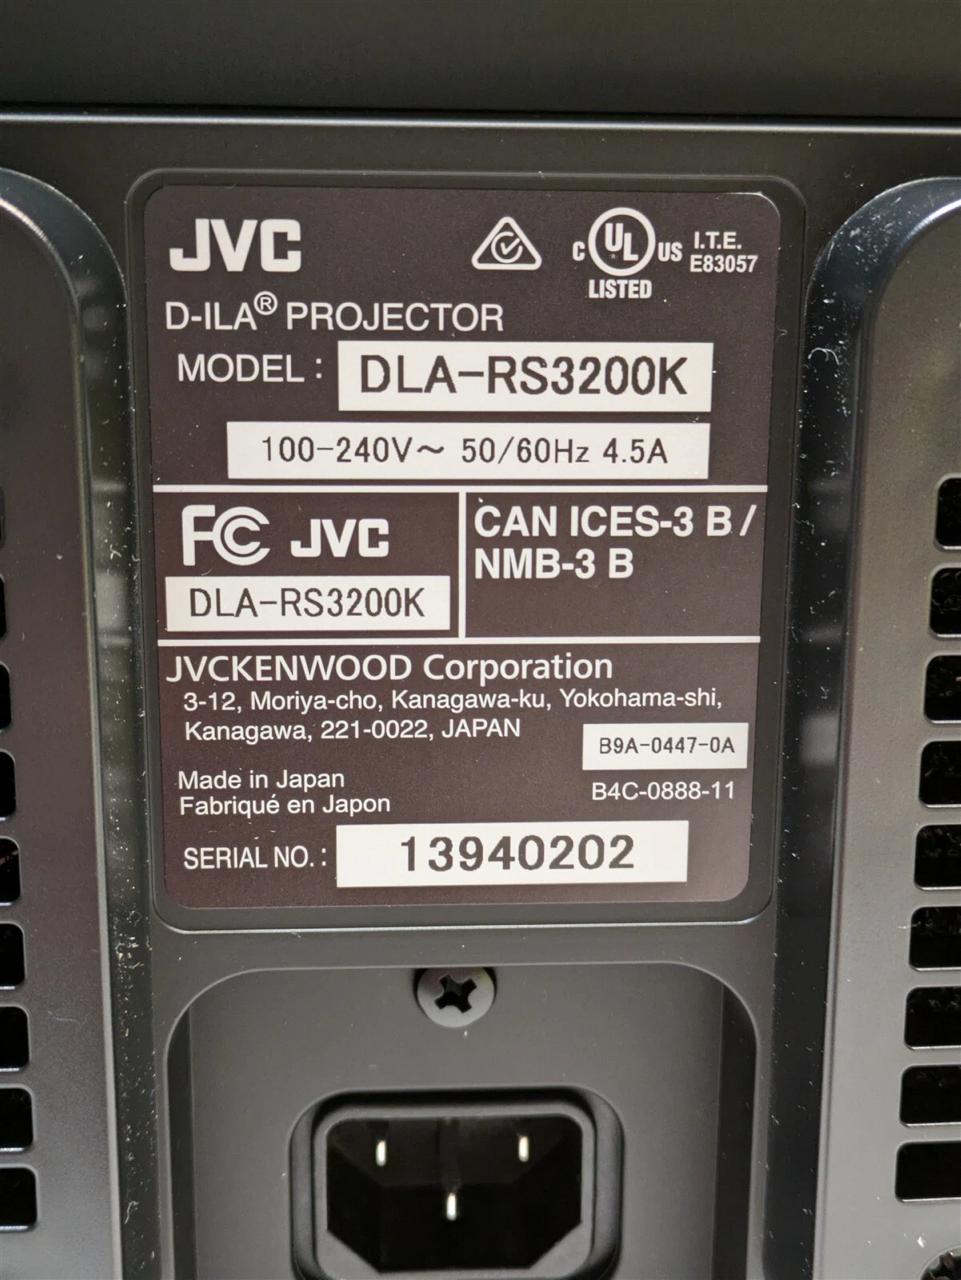 JVC
c UL US I.T.E.
® E83057
LISTED
D-ILA® PROJECTOR
MODEL : DLA-RS3200K
100-240V～ 50/60Hz 4.5A
FC JVC
DLA-RS3200K
CAN ICES-3 B /
NMB-3 B
JVCKENWOOD Corporation
3-12, Moriya-cho, Kanagawa-ku, Yokohama-shi,
Kanagawa, 221-0022, JAPAN
B9A-0447-0A
Made in Japan
Fabriqué en Japon
B4C-0888-11
SERIAL NO. : 13940202